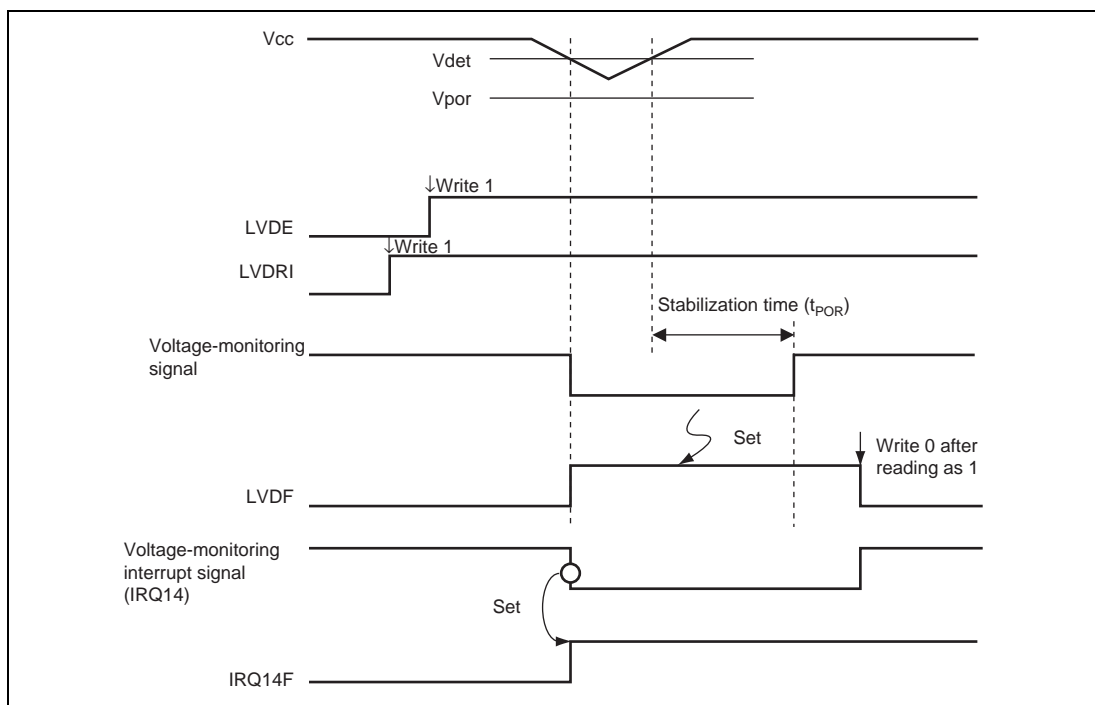 Vcc
Vdet
Vpor
↓Write 1
LVDE
↓Write 1
LVDRI
Stabilization time (tPOR)
Voltage-monitoring
signal
Set
Write 0 after
reading as 1
LVDF
Voltage-monitoring
interrupt signal
(IRQ14)
Set
IRQ14F